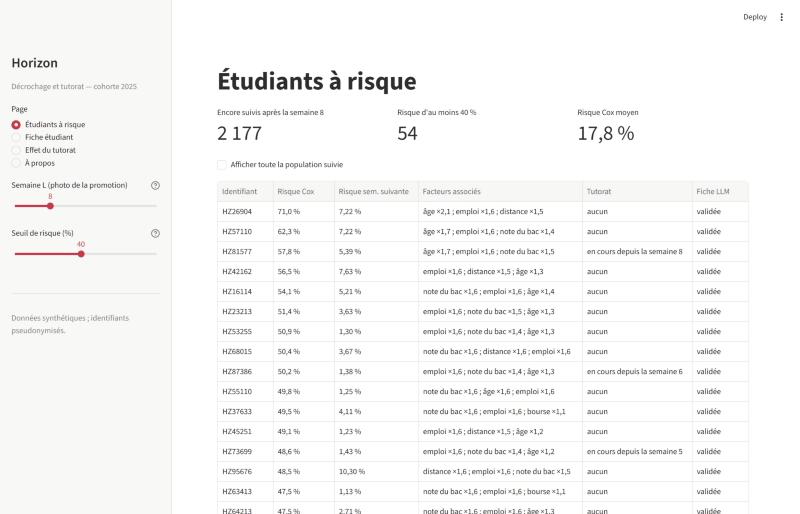 Deploy
Horizon
Décrochage et tutorat — cohorte 2025
Page
Étudiants à risque
Fiche étudiant
Effet du tutorat
À propos
Semaine L (photo de la promotion)
8
Seuil de risque (%)
40
Données synthétiques ; identifiants
pseudonymisés.
Étudiants à risque
Encore suivis après la semaine 8 Risque d'au moins 40 % Risque Cox moyen
2 177 54 17,8 %
Afficher toute la population suivie
Identifiant Risque Cox Risque sem. suivante Facteurs associés Tutorat Fiche LLM
HZ26904 71,0 % 7,22 % âge ×2,1 ; emploi ×1,6 ; distance ×1,5 aucun validée
HZ57110 62,3 % 7,22 % âge ×1,7 ; emploi ×1,6 ; note du bac ×1,4 aucun validée
HZ81577 57,8 % 5,39 % âge ×1,7 ; emploi ×1,6 ; note du bac ×1,5 en cours depuis la semaine 8 validée
HZ42162 56,5 % 7,63 % emploi ×1,6 ; distance ×1,5 ; âge ×1,3 aucun validée
HZ16114 54,1 % 5,21 % note du bac ×1,6 ; emploi ×1,6 ; âge ×1,4 aucun validée
HZ23213 51,4 % 3,63 % emploi ×1,6 ; note du bac ×1,5 ; âge ×1,3 aucun validée
HZ53255 50,9 % 1,30 % emploi ×1,6 ; note du bac ×1,4 ; âge ×1,3 aucun validée
HZ68015 50,4 % 3,67 % note du bac ×1,6 ; distance ×1,6 ; emploi ×1,6 aucun validée
HZ87386 50,2 % 1,38 % emploi ×1,6 ; note du bac ×1,4 ; âge ×1,3 en cours depuis la semaine 6 validée
HZ55110 49,8 % 1,25 % note du bac ×1,6 ; âge ×1,6 ; emploi ×1,6 aucun validée
HZ37633 49,5 % 4,11 % note du bac ×1,6 ; emploi ×1,6 ; bourse ×1,1 aucun validée
HZ45251 49,1 % 1,23 % emploi ×1,6 ; distance ×1,5 ; âge ×1,2 aucun validée
HZ73699 48,6 % 1,43 % emploi ×1,6 ; note du bac ×1,4 ; âge ×1,2 en cours depuis la semaine 5 validée
HZ95676 48,5 % 10,30 % distance ×1,6 ; emploi ×1,6 ; note du bac ×1,5 aucun validée
HZ63413 47,5 % 1,13 % note du bac ×1,6 ; emploi ×1,6 ; bourse ×1,1 aucun validée
HZ64213 47,5 % 2,71 % note du bac ×1,6 ; emploi ×1,6 ; âge ×1,3 aucun validée